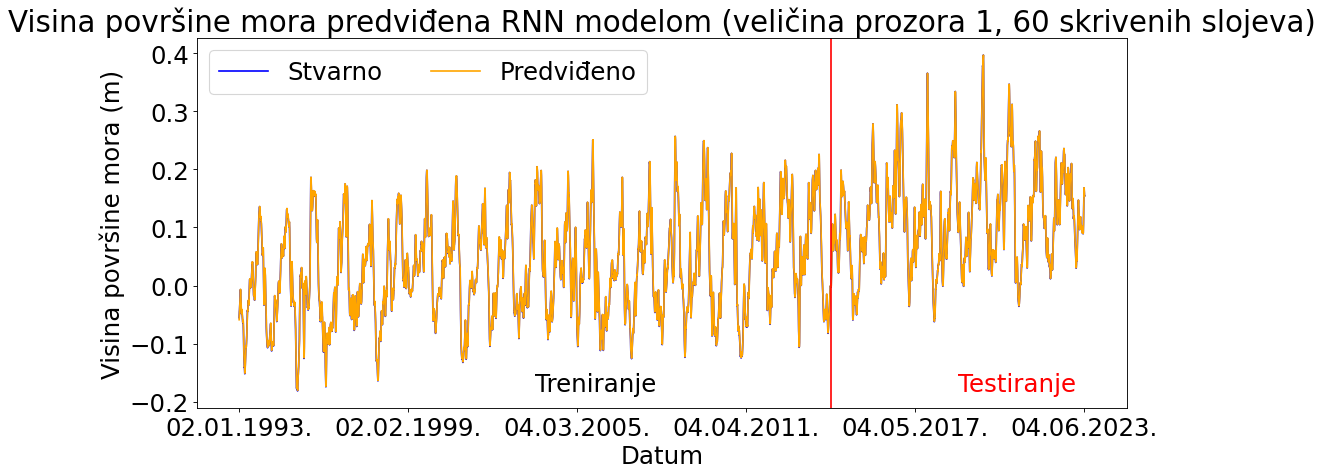 Visina površine mora predviđena RNN modelom (veličina prozora 1, 60 skrivenih slojeva)
Stvarno
Predviđeno
Visina površine mora (m)
0.4
0.3
0.2
0.1
0.0
−0.1
−0.2
Treniranje
Testiranje
02.01.1993.
02.02.1999.
04.03.2005.
04.04.2011.
04.05.2017.
04.06.2023.
Datum